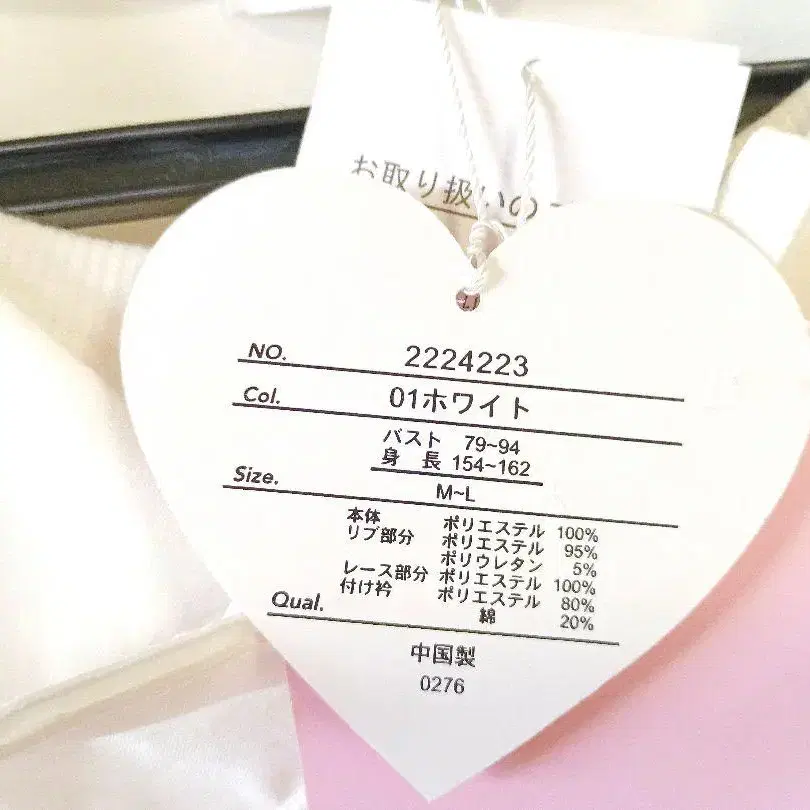 お取り扱いの
NO. 2224223
Col. 01ホワイト
バスト 79~94
身 長 154~162
Size. M~L
本体 ポリエステル 100%
リブ部分 ポリエステル 95%
ポリウレタン 5%
レース部分 ポリエステル 100%
付け衿 ポリエステル 80%
綿 20%
Qual.
中国製
0276